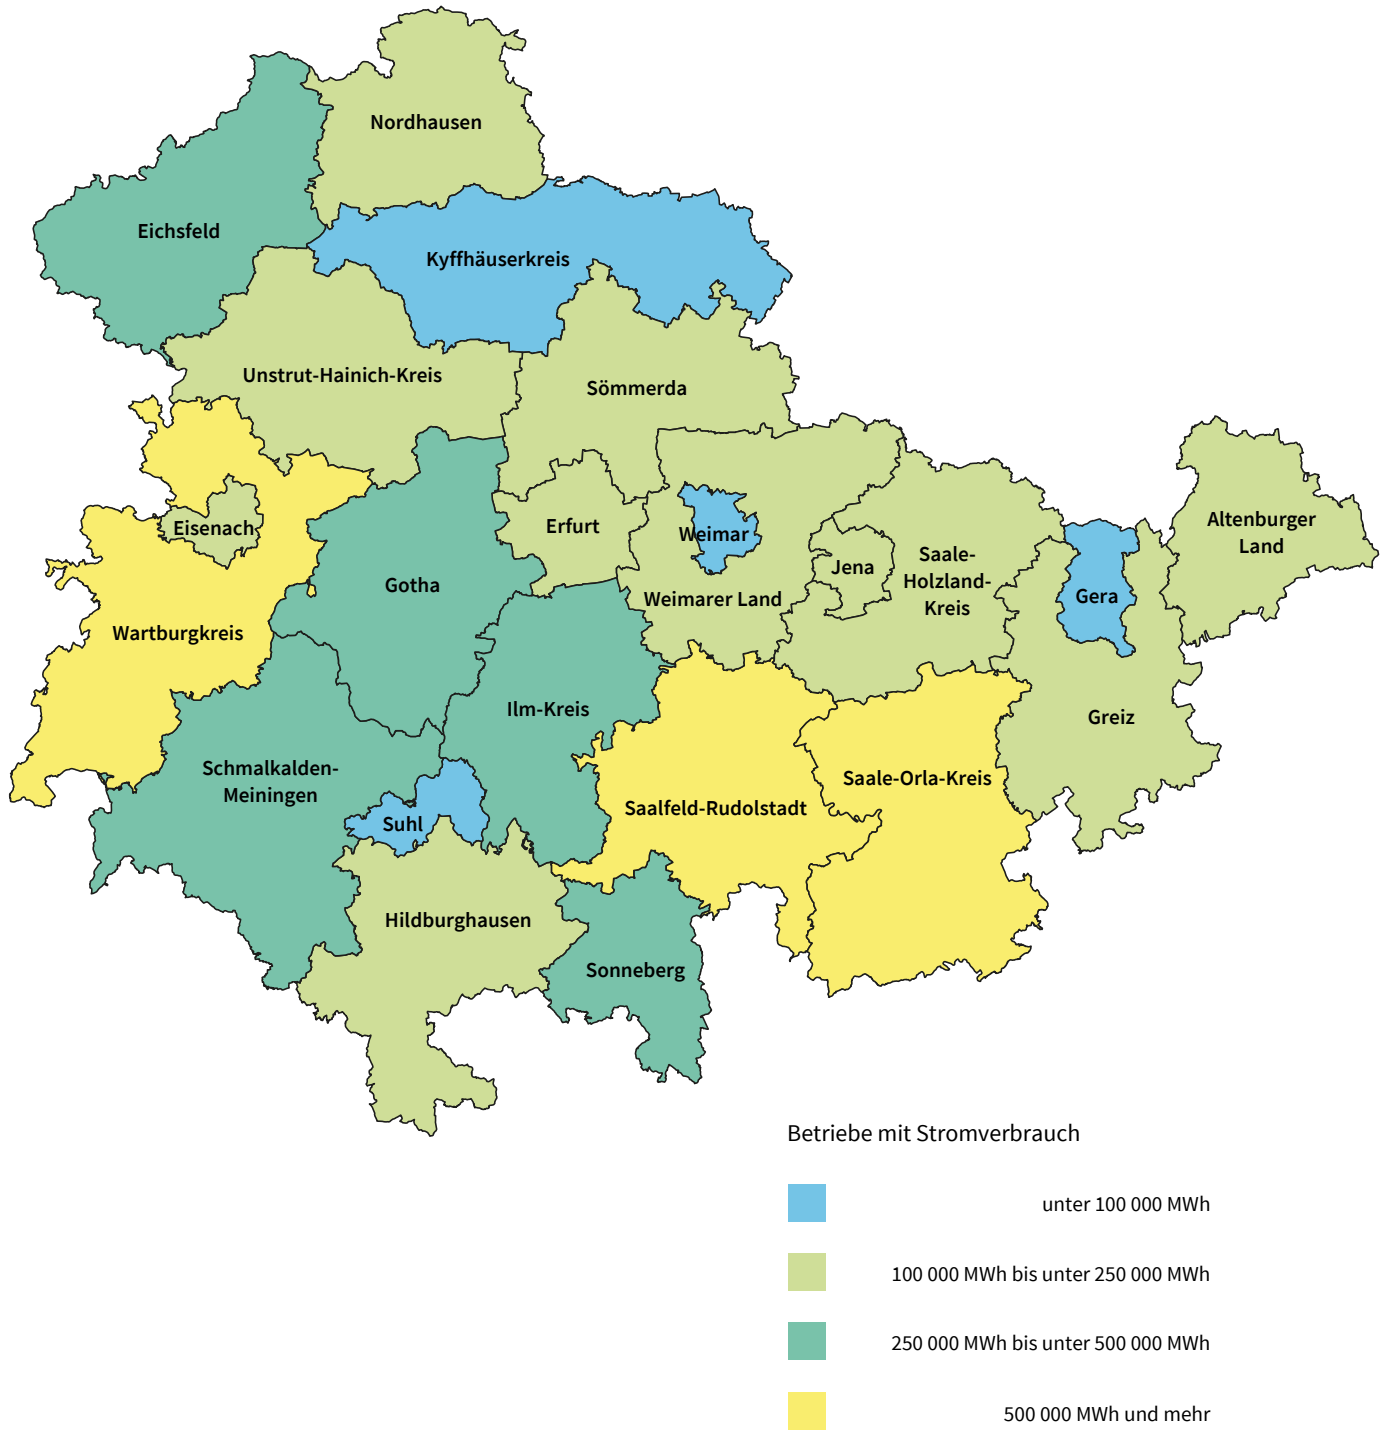 Nordhausen
Eichsfeld
Kyffhäuserkreis
Unstrut-Hainich-Kreis
Sömmerda
Eisenach
Erfurt
Weimar
Altenburger
Land
Gotha
Jena
Saale-
Holzland-
Kreis
Weimarer Land
Gera
Wartburgkreis
Ilm-Kreis
Greiz
Schmalkalden-
Meiningen
Saale-Orla-Kreis
Suhl
Saalfeld-Rudolstadt
Hildburghausen
Sonneberg
Betriebe mit Stromverbrauch
unter 100 000 MWh
100 000 MWh bis unter 250 000 MWh
250 000 MWh bis unter 500 000 MWh
500 000 MWh und mehr